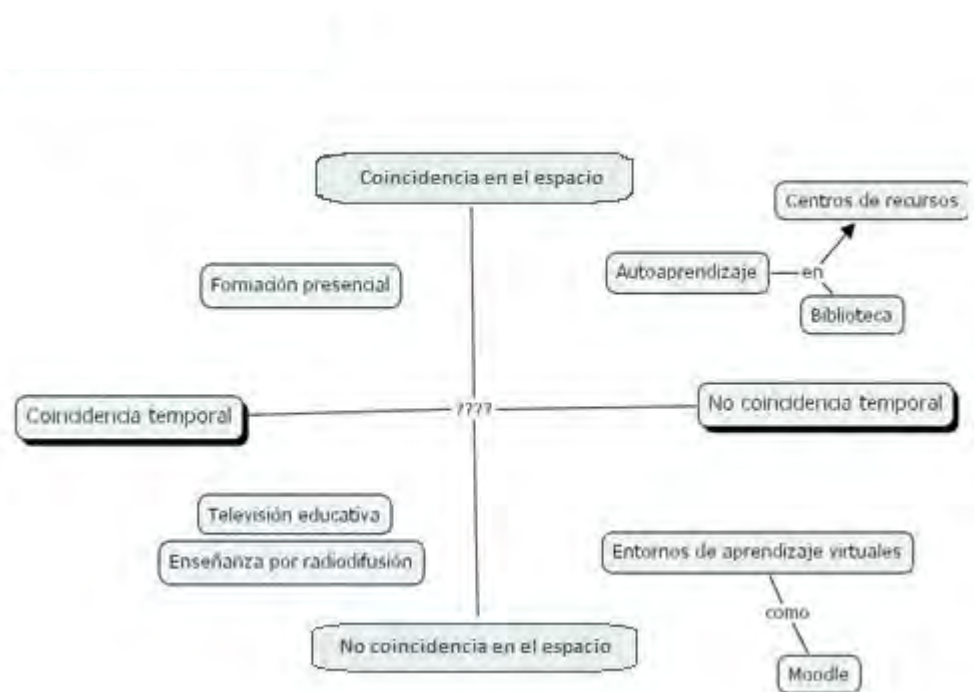 Coincidencia en el espacio
Centros de recursos
Autoaprendizaje
en
Formación presencial
Biblioteca
Coincidencia temporal
????
No coincidencia temporal
Televisión educativa
Enseñanza por radiodifusión
Entornos de aprendizaje virtuales
como
No coincidencia en el espacio
Moodle